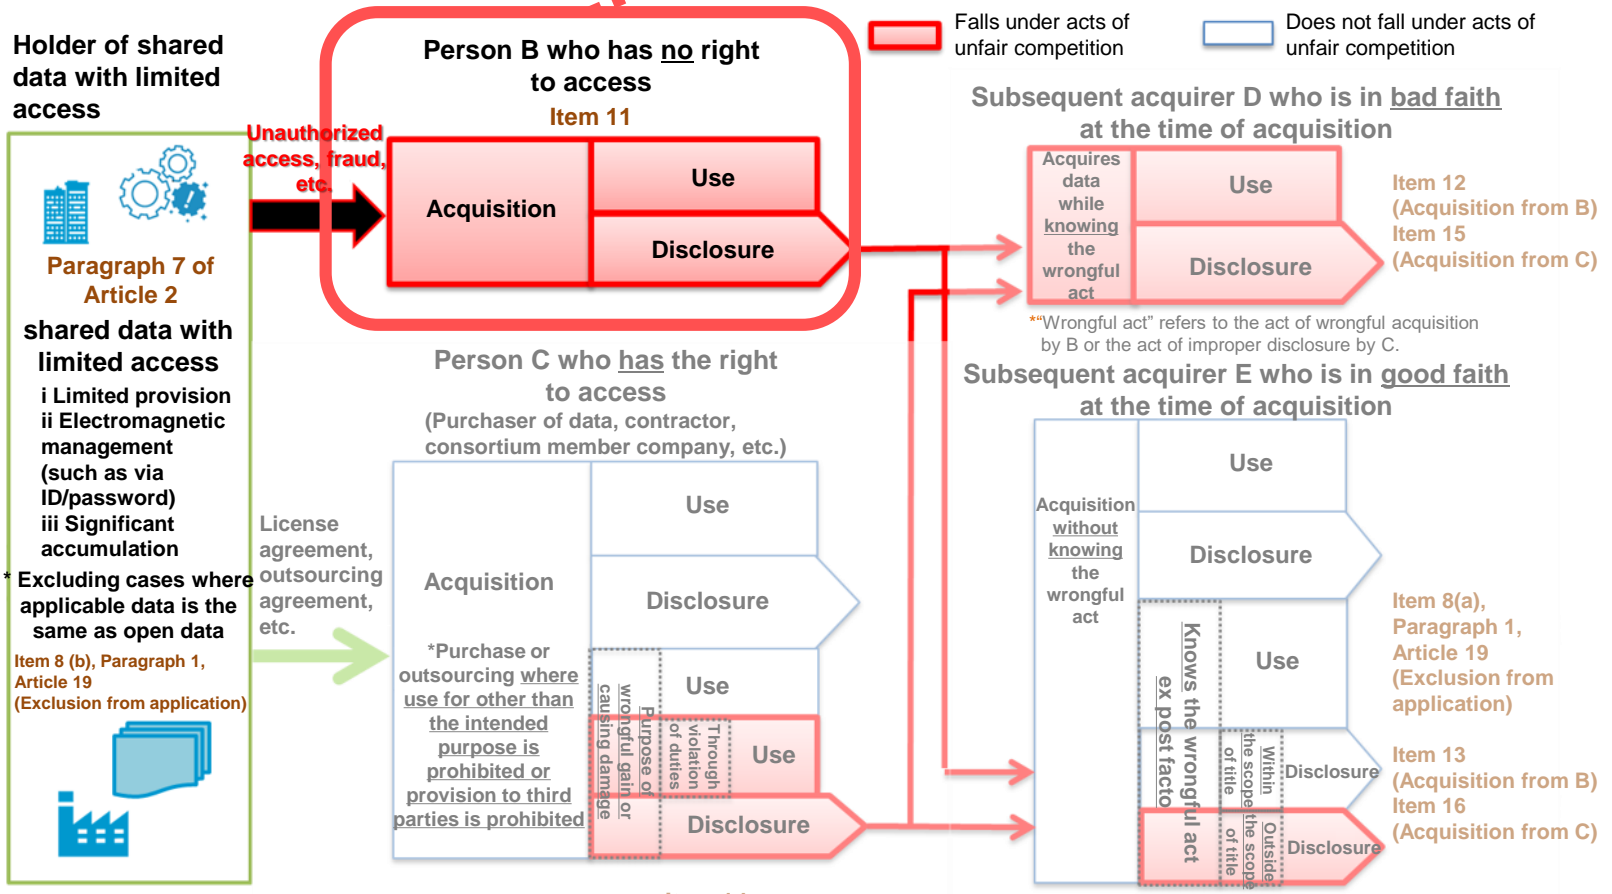 Falls under acts of
unfair competition
Does not fall under acts of
unfair competition
Holder of shared
data with limited
access
Paragraph 7 of
Article 2
shared data with
limited access
i Limited provision
ii Electromagnetic
management
(such as via
ID/password)
iii Significant
accumulation
* Excluding cases where
applicable data is the
same as open data
Item 8 (b), Paragraph 1,
Article 19
(Exclusion from application)
Unauthorized
access, fraud,
etc.
Person B who has no right
to access
Item 11
Acquisition
Use
Disclosure
License
agreement,
outsourcing
agreement,
etc.
Person C who has the right
to access
(Purchaser of data, contractor,
consortium member company, etc.)
Acquisition
*Purchase or
outsourcing where
use for other than
the intended
purpose is
prohibited or
provision to third
parties is prohibited
Use
Disclosure
Use
Purpose of
wrongful gain or
causing damage
Through
violation
of duties
Use
Disclosure
Subsequent acquirer D who is in bad faith
at the time of acquisition
Acquires
data
while
knowing
the
wrongful
act
Use
Disclosure
Item 12
(Acquisition from B)
Item 15
(Acquisition from C)
*“Wrongful act” refers to the act of wrongful acquisition
by B or the act of improper disclosure by C.
Subsequent acquirer E who is in good faith
at the time of acquisition
Acquisition
without
knowing
the
wrongful
act
Use
Disclosure
Knows the wrongful act
ex post facto
Use
Within
the scope
of title
Disclosure
Outside
the scope
of title
Disclosure
Item 8(a),
Paragraph 1,
Article 19
(Exclusion from
application)
Item 13
(Acquisition from B)
Item 16
(Acquisition from C)